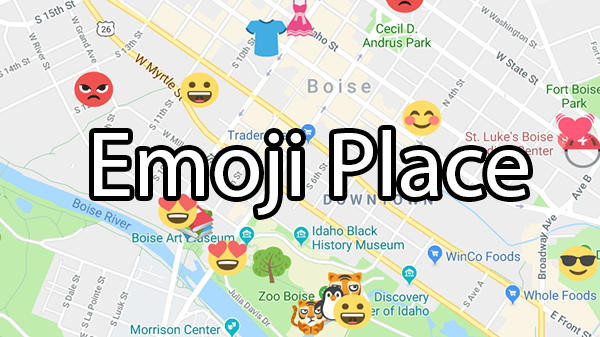 S 15th St
26
W Grand Ave
W River St
S 14th St
W Myrtle St
S 10th St
Idaho St
Cecil D.
Andrus Park
W Washington
W State St
N 4th St
Fort Boise
Park
Boise
S 11th St
Trader
St. Luke's Boise
Center
Emoji Place
S 6th St
Ave B
DOWNTOWN
Boise River
Boise Art Museum
Idaho Black
History Museum
WinCo Foods
Broadway Ave
S Dale St
S La Pointe St
S Lusk St
Julia Davis Dr
Zoo Boise
Discovery
er of Idaho
S Ave A
Whole Foods
Morrison Center
E Front St